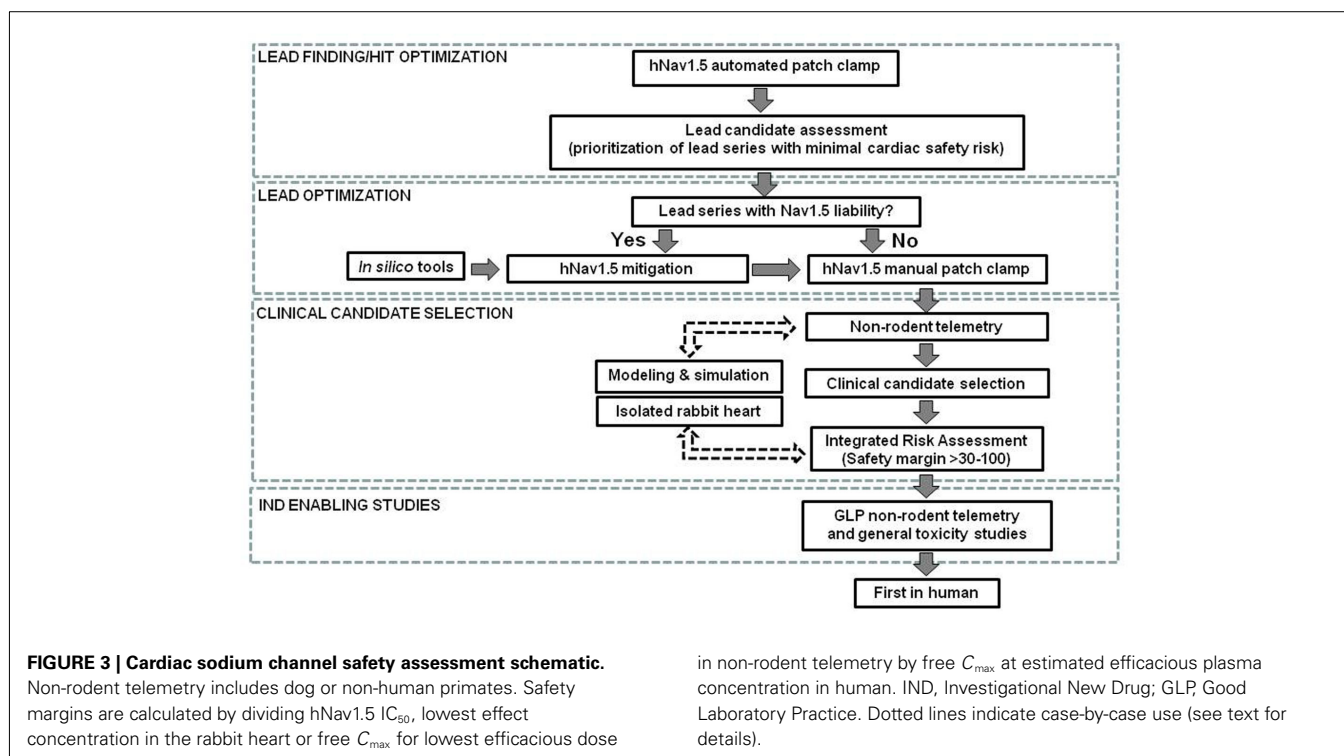 LEAD FINDING/HIT OPTIMIZATION
hNav1.5 automated patch clamp
Lead candidate assessment
(prioritization of lead series with minimal cardiac safety risk)
LEAD OPTIMIZATION
Lead series with Nav1.5 liability?
Yes
No
In silico tools
hNav1.5 mitigation
hNav1.5 manual patch clamp
CLINICAL CANDIDATE SELECTION
Non-rodent telemetry
Modeling & simulation
Clinical candidate selection
Isolated rabbit heart
Integrated Risk Assessment
(Safety margin >30-100)
IND ENABLING STUDIES
GLP non-rodent telemetry
and general toxicity studies
First in human
FIGURE 3 | Cardiac sodium channel safety assessment schematic.
Non-rodent telemetry includes dog or non-human primates. Safety
margins are calculated by dividing hNav1.5 IC50, lowest effect
concentration in the rabbit heart or free Cmax for lowest efficacious dose
in non-rodent telemetry by free Cmax at estimated efficacious plasma
concentration in human. IND, Investigational New Drug; GLP, Good
Laboratory Practice. Dotted lines indicate case-by-case use (see text for
details).